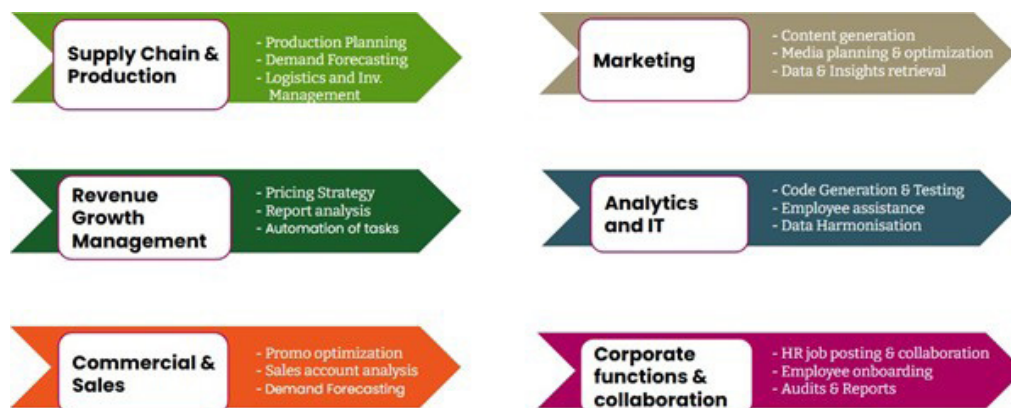 Supply Chain &
Production
- Production Planning
- Demand Forecasting
- Logistics and Inv.
Management
Marketing
- Content generation
- Media planning & optimization
- Data & Insights retrieval
Revenue
Growth
Management
- Pricing Strategy
- Report analysis
- Automation of tasks
Analytics
and IT
- Code Generation & Testing
- Employee assistance
- Data Harmonisation
Commercial &
Sales
- Promo optimization
- Sales account analysis
- Demand Forecasting
Corporate
functions &
collaboration
- HR job posting & collaboration
- Employee onboarding
- Audits & Reports